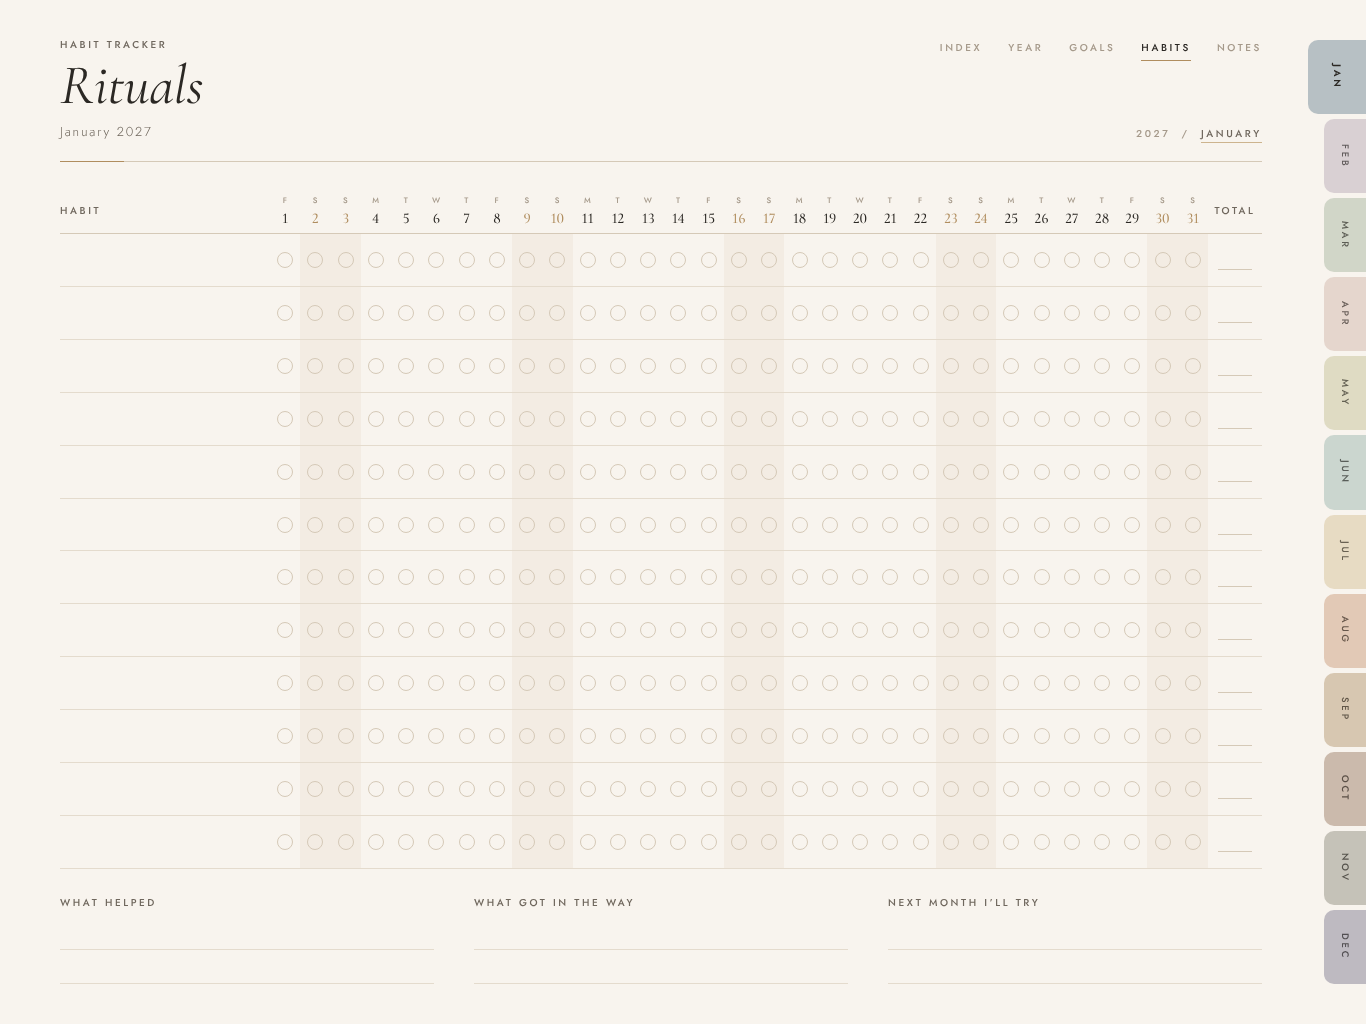 HABIT TRACKER
INDEX YEAR GOALS HABITS NOTES
Rituals
January 2027
2027 / JANUARY
HABIT F S S M T W T F S S M T W T F S S M T W T F S S M T W T F S S TOTAL
1 2 3 4 5 6 7 8 9 10 11 12 13 14 15 16 17 18 19 20 21 22 23 24 25 26 27 28 29 30 31
WHAT HELPED
WHAT GOT IN THE WAY
NEXT MONTH I'LL TRY
JAN
FEB
MAR
APR
MAY
JUN
JUL
AUG
SEP
OCT
NOV
DEC